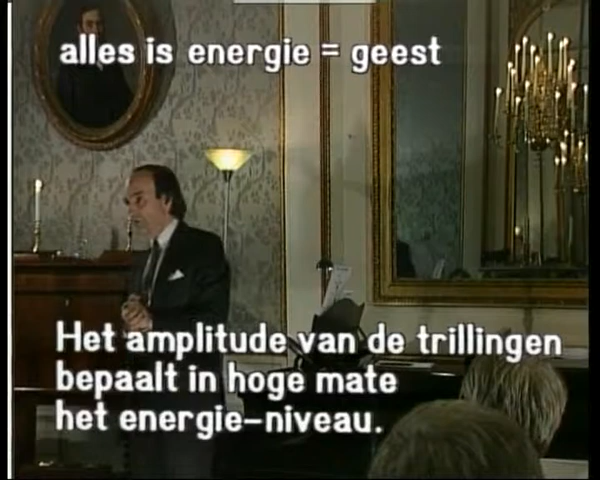 alles is energie = geest
Het amplitude van de trillingen
bepaalt in hoge mate
het energie-niveau.